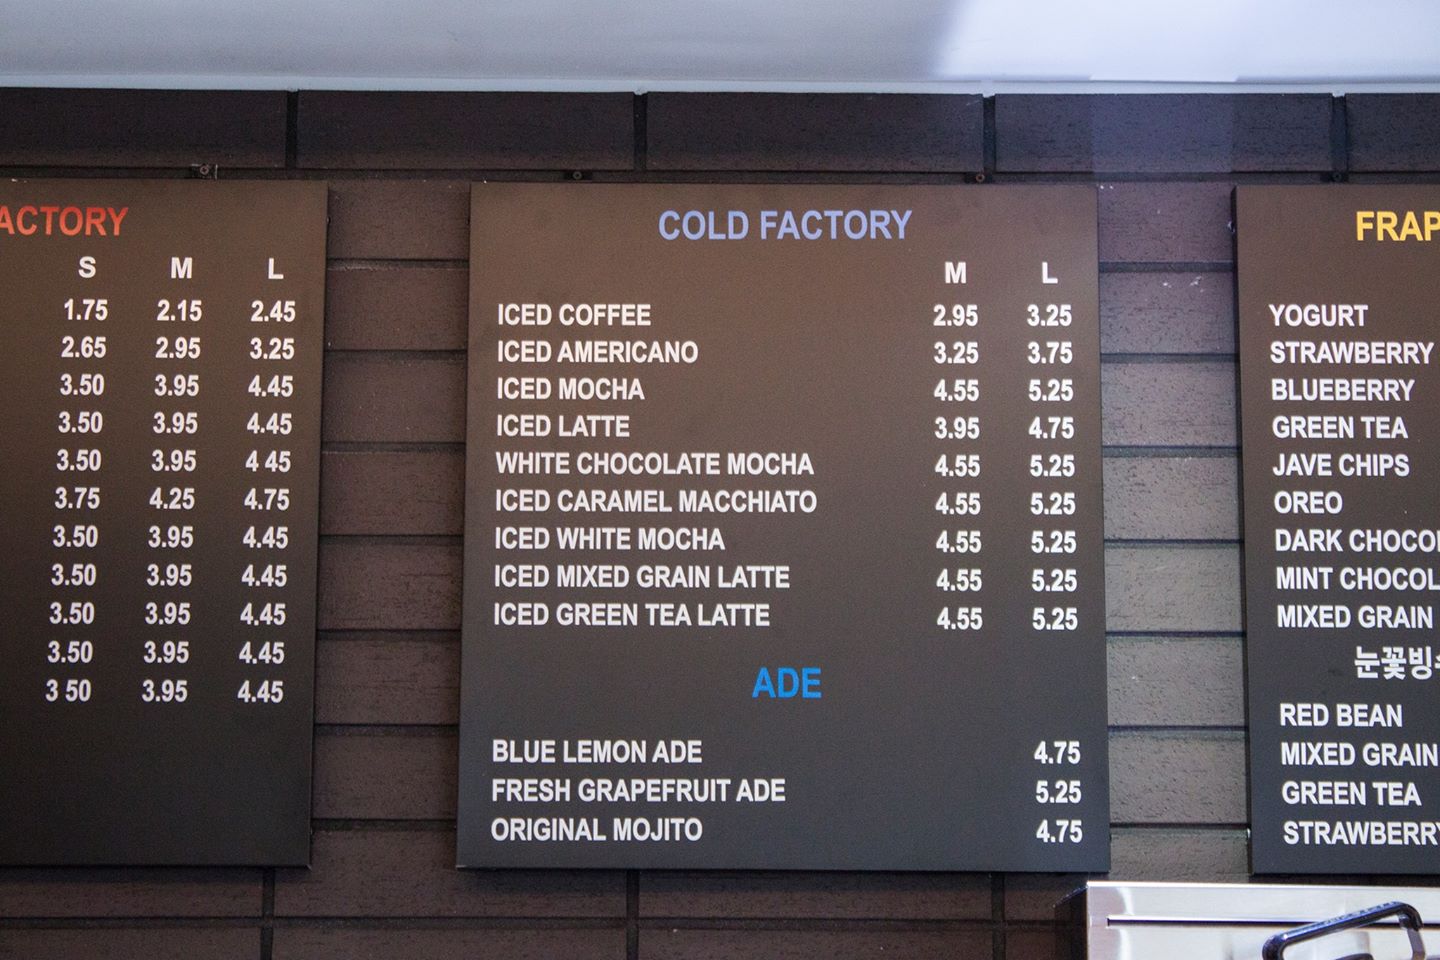 ACTORY
S M L
1.75 2.15 2.45
2.65 2.95 3.25
3.50 3.95 4.45
3.50 3.95 4.45
3.50 3.95 4 45
3.75 4.25 4.75
3.50 3.95 4.45
3.50 3.95 4.45
3.50 3.95 4.45
3.50 3.95 4.45
3 50 3.95 4.45
COLD FACTORY
M L
ICED COFFEE 2.95 3.25
ICED AMERICANO 3.25 3.75
ICED MOCHA 4.55 5.25
ICED LATTE 3.95 4.75
WHITE CHOCOLATE MOCHA 4.55 5.25
ICED CARAMEL MACCHIATO 4.55 5.25
ICED WHITE MOCHA 4.55 5.25
ICED MIXED GRAIN LATTE 4.55 5.25
ICED GREEN TEA LATTE 4.55 5.25
ADE
BLUE LEMON ADE 4.75
FRESH GRAPEFRUIT ADE 5.25
ORIGINAL MOJITO 4.75
FRAP
YOGURT
STRAWBERRY
BLUEBERRY
GREEN TEA
JAVE CHIPS
OREO
DARK CHOCOL
MINT CHOCOL
MIXED GRAIN
눈꽃빙
RED BEAN
MIXED GRAIN
GREEN TEA
STRAWBERRY